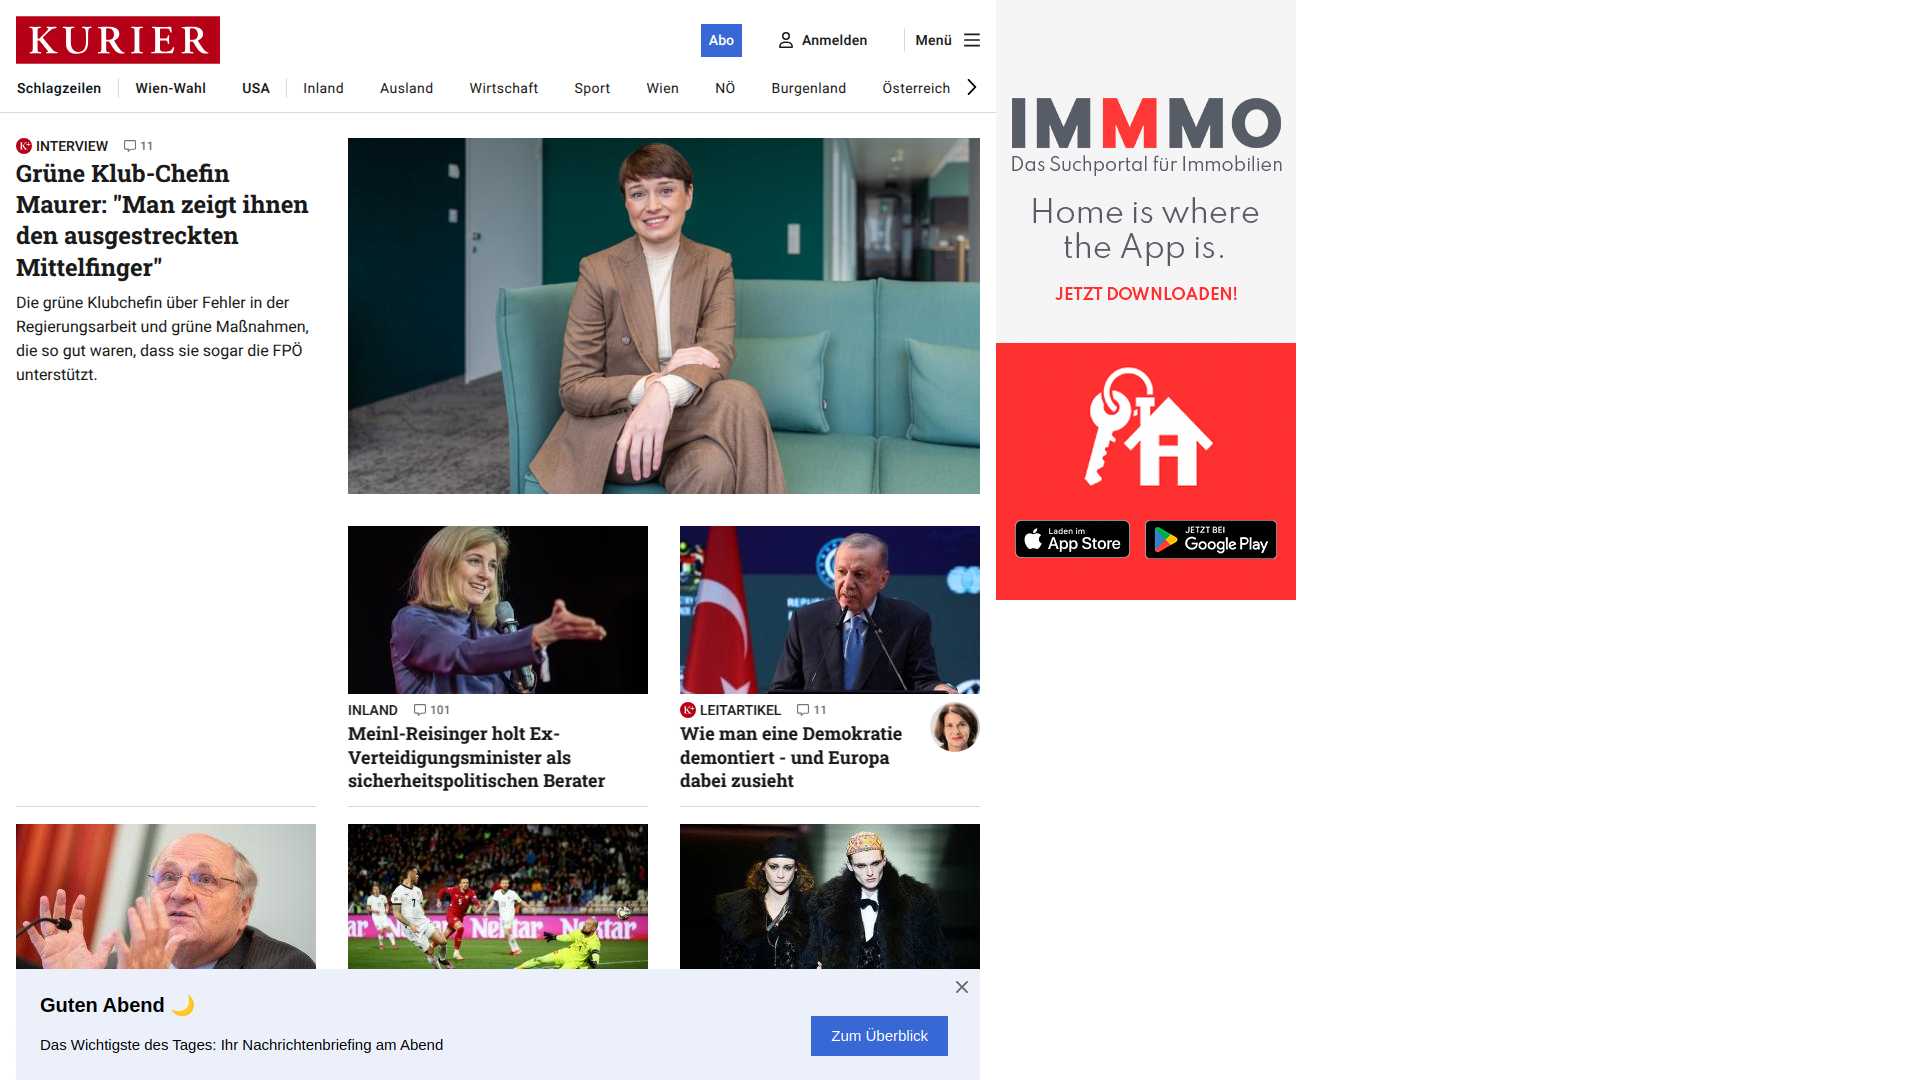 KURIER
Abo
Anmelden
Menü
Schlagzeilen
Wien-Wahl
USA
Inland
Ausland
Wirtschaft
Sport
Wien
NÖ
Burgenland
Österreich
K+ INTERVIEW 11
Grüne Klub-Chefin
Maurer: "Man zeigt ihnen
den ausgestreckten
Mittelfinger"
Die grüne Klubchefin über Fehler in der
Regierungsarbeit und grüne Maßnahmen,
die so gut waren, dass sie sogar die FPÖ
unterstützt.
INLAND 101
Meinl-Reisinger holt Ex-
Verteidigungsminister als
sicherheitspolitischen Berater
K+ LEITARTIKEL 11
Wie man eine Demokratie
demontiert - und Europa
dabei zusieht
Nektar
Guten Abend 🌙
Das Wichtigste des Tages: Ihr Nachrichtenbriefing am Abend
Zum Überblick
IMMMO
Das Suchportal für Immobilien
Home is where
the App is.
JETZT DOWNLOADEN!
Laden im
App Store
JETZT BEI
Google Play